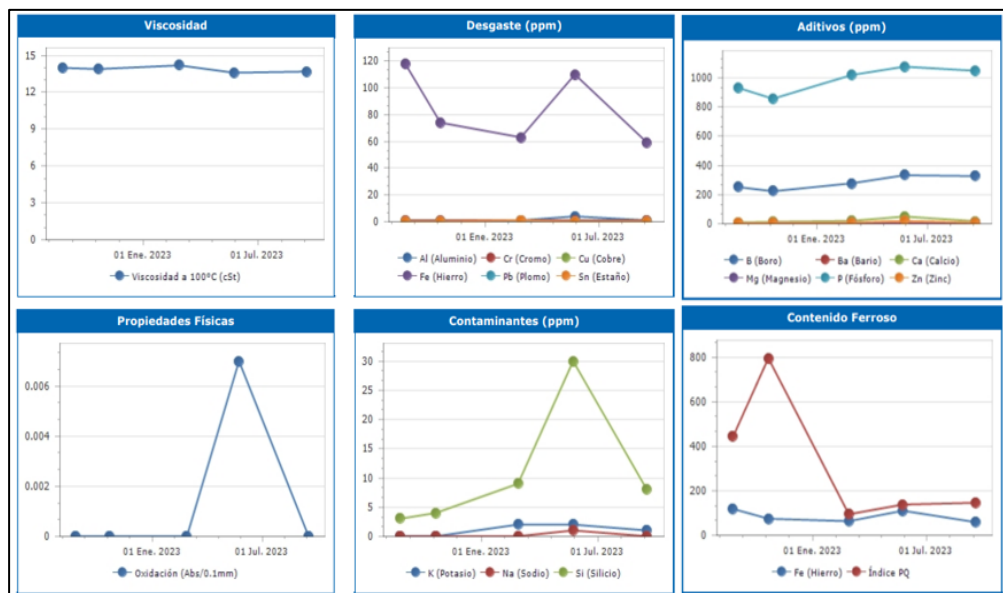 Viscosidad
15
12
9
6
3
0
01 Ene. 2023 01 Jul. 2023
Viscosidad a 100ºC (cSt)
Desgaste (ppm)
120
100
80
60
40
20
0
01 Ene. 2023 01 Jul. 2023
Al (Aluminio) Cr (Cromo) Cu (Cobre)
Fe (Hierro) Pb (Plomo) Sn (Estaño)
Aditivos (ppm)
1000
800
600
400
200
0
01 Ene. 2023 01 Jul. 2023
B (Boro) Ba (Bario) Ca (Calcio)
Mg (Magnesio) P (Fósforo) Zn (Zinc)
Propiedades Físicas
0.006
0.004
0.002
0
01 Ene. 2023 01 Jul. 2023
Oxidación (Abs/0.1mm)
Contaminantes (ppm)
30
25
20
15
10
5
0
01 Ene. 2023 01 Jul. 2023
K (Potasio) Na (Sodio) Si (Silicio)
Contenido Ferroso
800
600
400
200
0
01 Ene. 2023 01 Jul. 2023
Fe (Hierro) Índice PQ